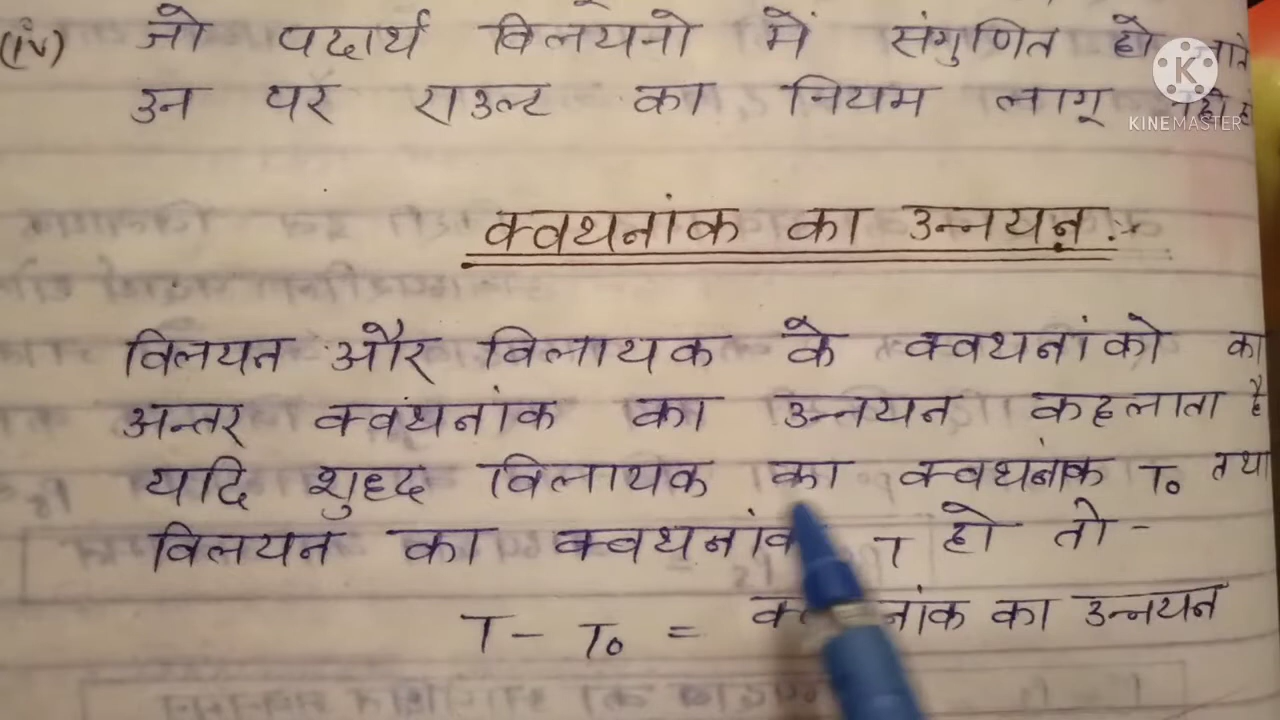 (iv) जो पदार्थ विलयनो में संगुणित हो जाते
उन पर राउल्ट का नियम लागू
K
KINEMASTER
क्वथनांक का उन्नयन :-
विलयन और विलायक के क्वथनांको का
अन्तर क्वथनांक का उन्नयन कहलाता है
यदि शुध्द विलायक का क्वथनांक T₀ तथा
विलयन का क्वथनांक T हो तो -
T - T₀ = क्वथनांक का उन्नयन